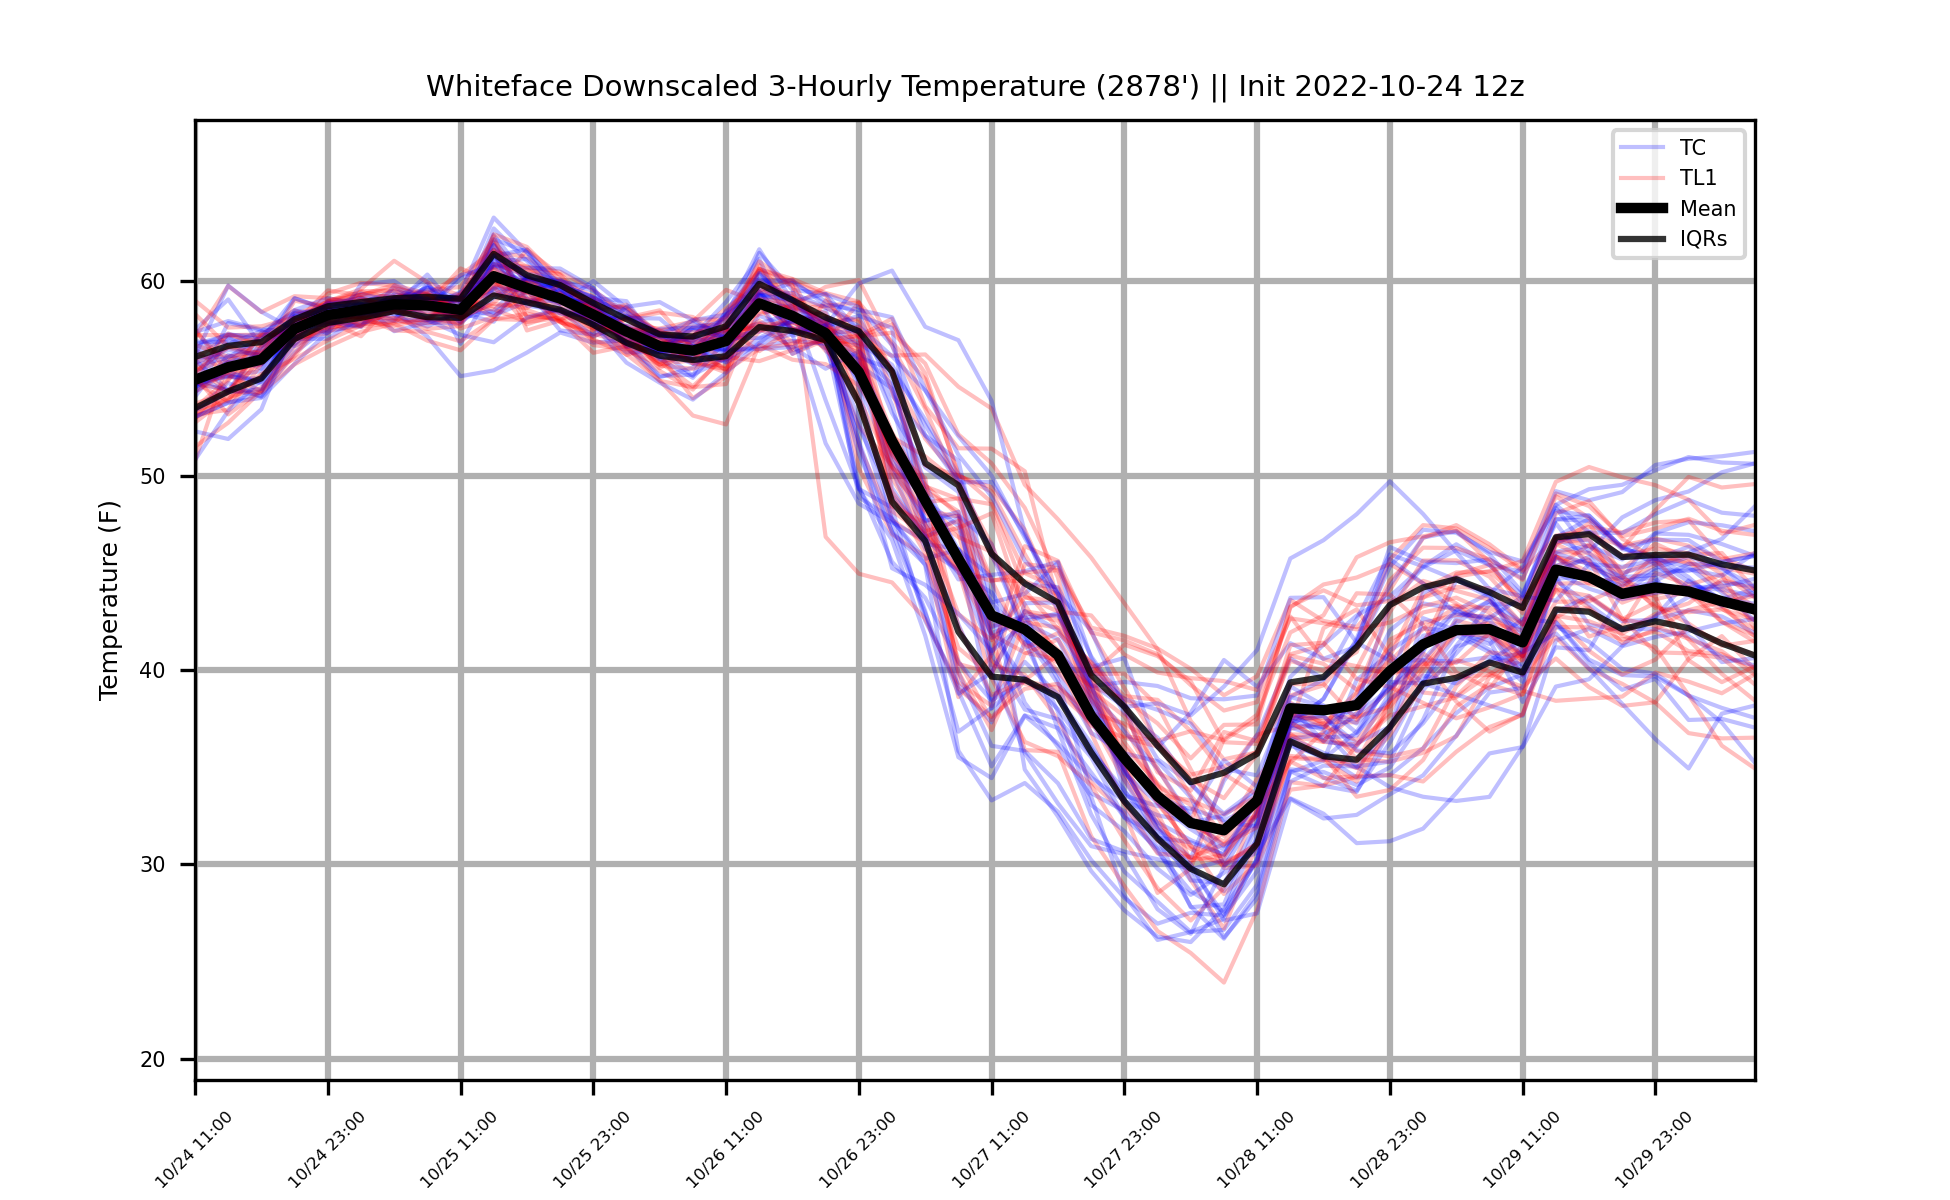 Whiteface Downscaled 3-Hourly Temperature (2878') || Init 2022-10-24 12z
TC
TL1
Mean
IQRs
Temperature (F)
60
50
40
30
20
10/24 11:00
10/24 23:00
10/25 11:00
10/25 23:00
10/26 11:00
10/26 23:00
10/27 11:00
10/27 23:00
10/28 11:00
10/28 23:00
10/29 11:00
10/29 23:00